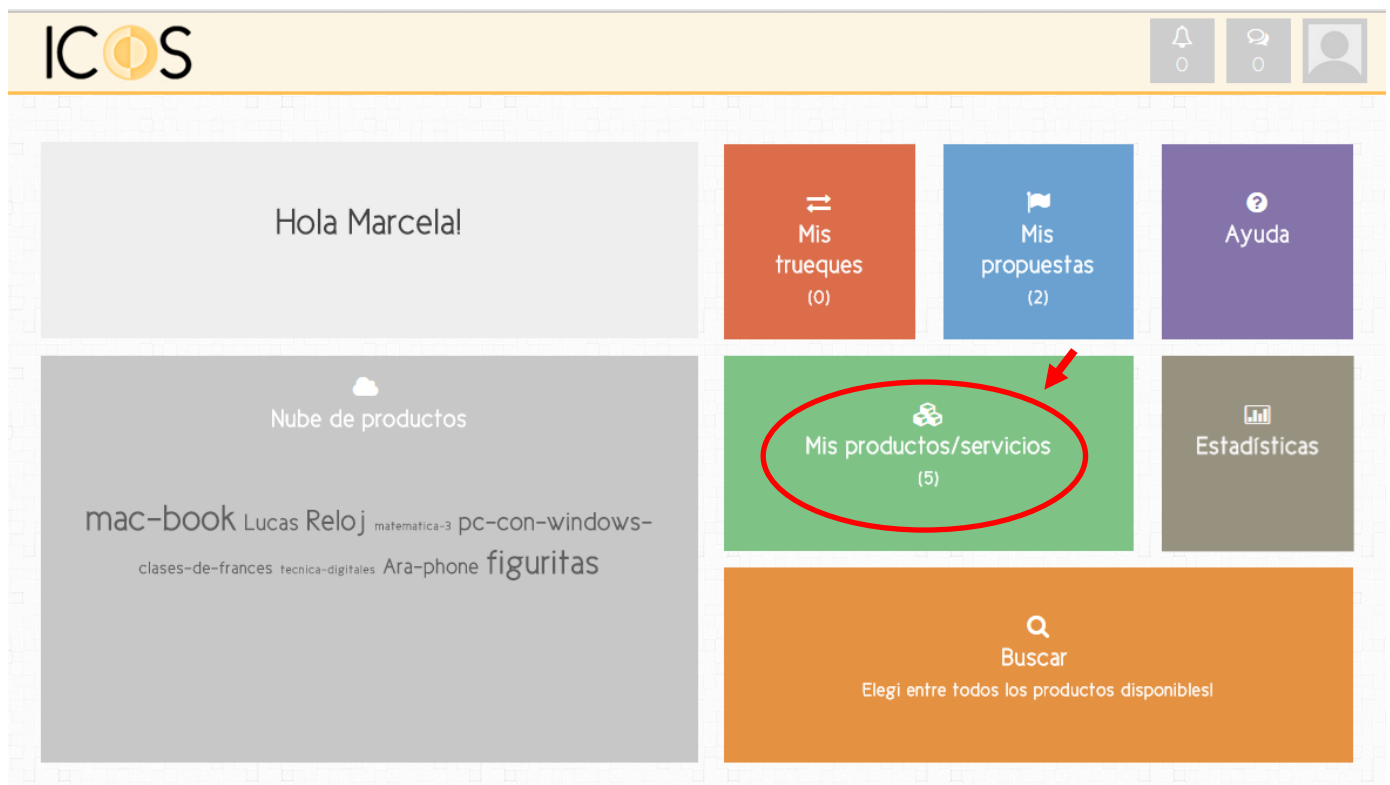 ICOS
0
0
Hola Marcela!
Mis
trueques
(0)
Mis
propuestas
(2)
Ayuda
Nube de productos
mac-book Lucas Reloj matematica-3 pc-con-windows-
clases-de-frances tecnica-digitales Ara-phone figuritas
Mis productos/servicios
(5)
Estadísticas
Buscar
Elegi entre todos los productos disponibles!